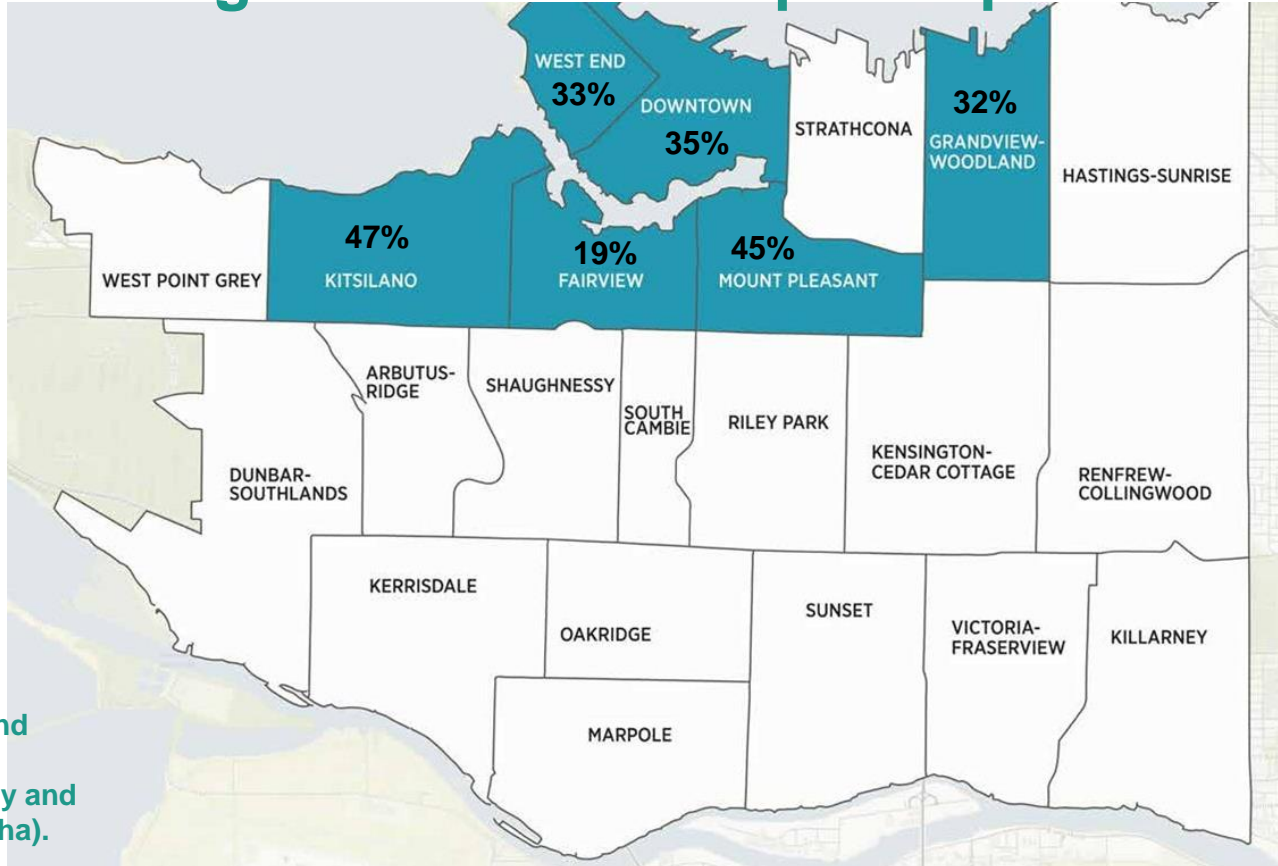 WEST END
33%
DOWNTOWN
35%
STRATHCONA
32%
GRANDVIEW-
WOODLAND
HASTINGS-SUNRISE
47%
19%
45%
WEST POINT GREY
KITSILANO
FAIRVIEW
MOUNT PLEASANT
ARBUTUS-
RIDGE
SHAUGHNESSY
SOUTH
CAMBIE
RILEY PARK
KENSINGTON-
CEDAR COTTAGE
DUNBAR-
SOUTHLANDS
RENFREW-
COLLINGWOOD
KERRISDALE
OAKRIDGE
SUNSET
VICTORIA-
FRASERVIEW
KILLARNEY
MARPOLE
nd
y and
ha).